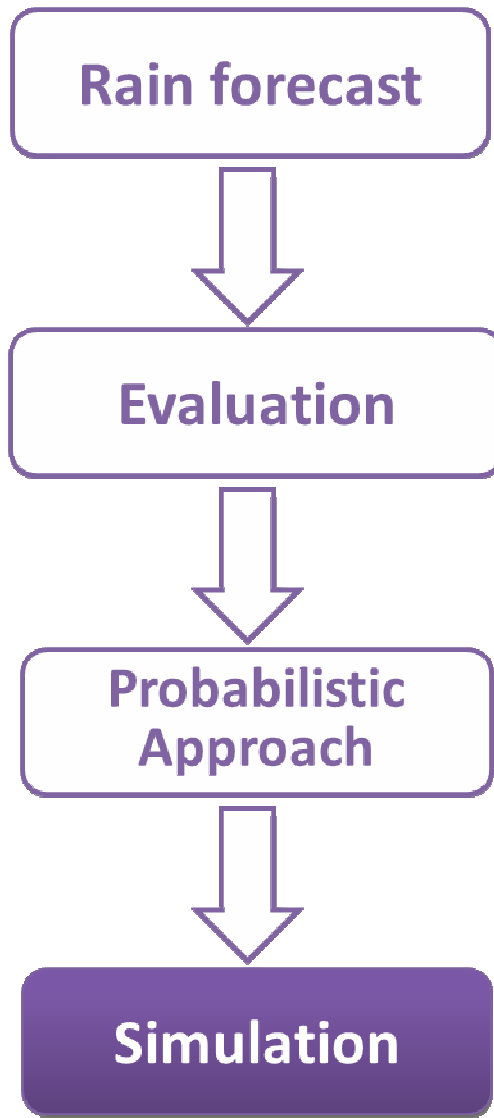 Rain forecast
Evaluation
Probabilistic
Approach
Simulation